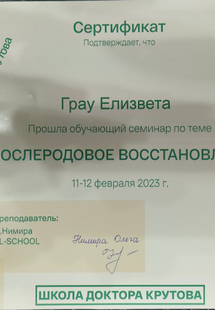 УТОВА
Сертификат
Подтверждает, что
Грау Елизвета
Прошла обучающий семинар по теме
ОСЛЕРОДОВОЕ ВОССТАНОВЛ
11-12 февраля 2023 г.
реподаватель:
.Нимира
L-SCHOOL
Нимира Ольга
ШКОЛА ДОКТОРА КРУТОВА